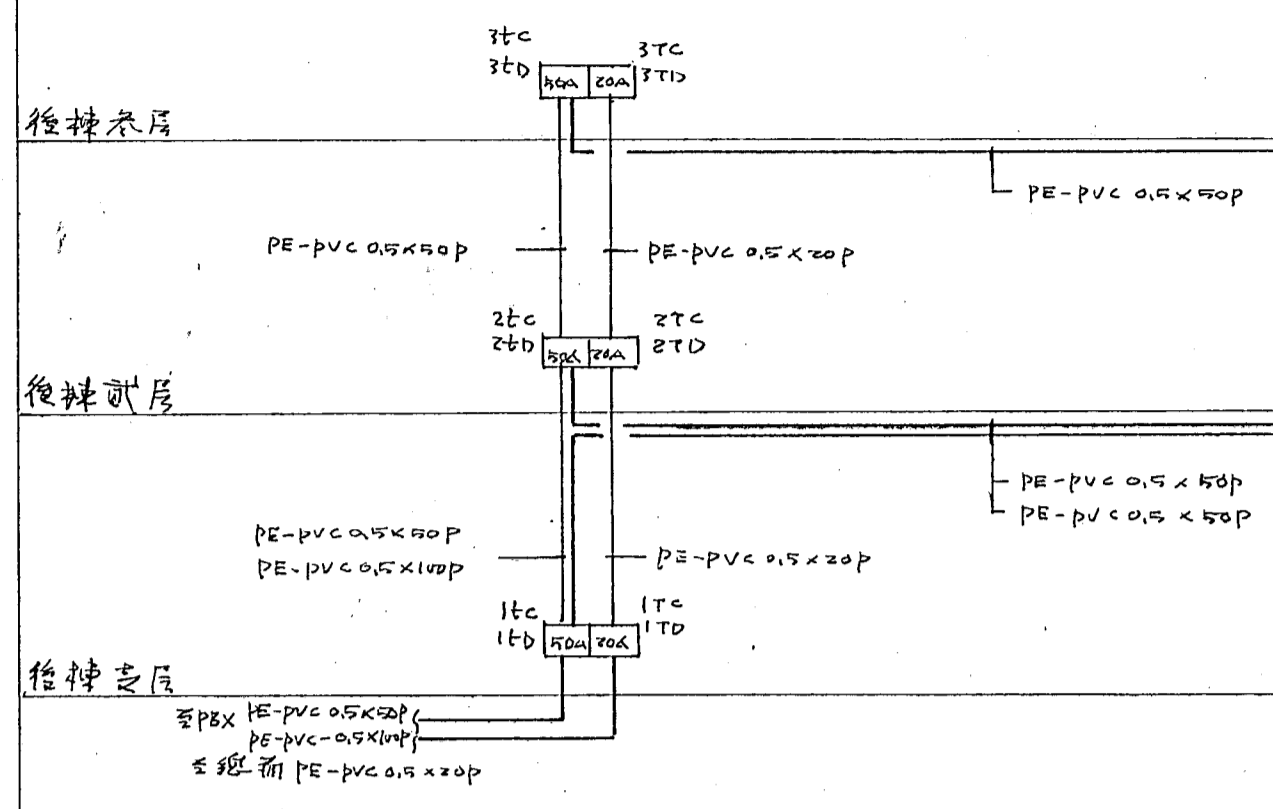 3tC
3TC
3tD
50A
20A
3TD
後棟叁层
PE-PVC 0.5×50P
PE-PVC 0.5×50P
PE-PVC 0.5×20P
2tC
2TC
2tD
50A
20A
2TD
後棟貳层
PE-PVC 0.5×50P
PE-PVC 0.5×50P
PE-PVC 0.5×50P
PE-PVC 0.5×100P
PE-PVC 0.5×20P
1tC
1TC
1tD
50A
20A
1TD
後棟壹层
至PBX PE-PVC 0.5×50P
PE-PVC-0.5×100P
至總 PE-PVC 0.5×20P